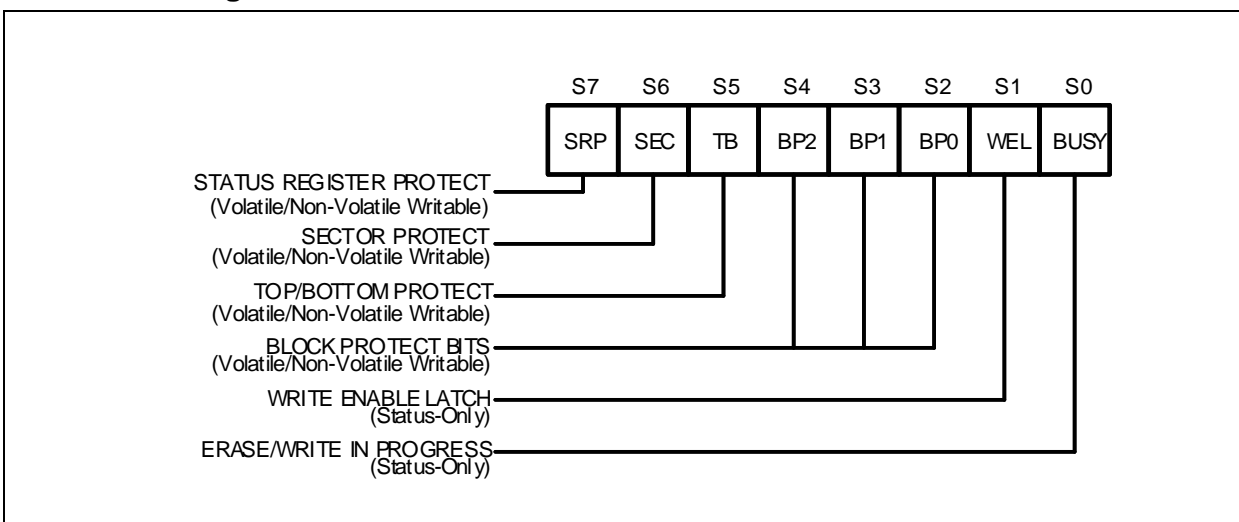 S7 S6 S5 S4 S3 S2 S1 S0
SRP SEC TB BP2 BP1 BP0 WEL BUSY
STATUS REGISTER PROTECT
(Volatile/Non-Volatile Writable)
SECTOR PROTECT
(Volatile/Non-Volatile Writable)
TOP/BOTTOM PROTECT
(Volatile/Non-Volatile Writable)
BLOCK PROTECT BITS
(Volatile/Non-Volatile Writable)
WRITE ENABLE LATCH
(Status-Only)
ERASE/WRITE IN PROGRESS
(Status-Only)